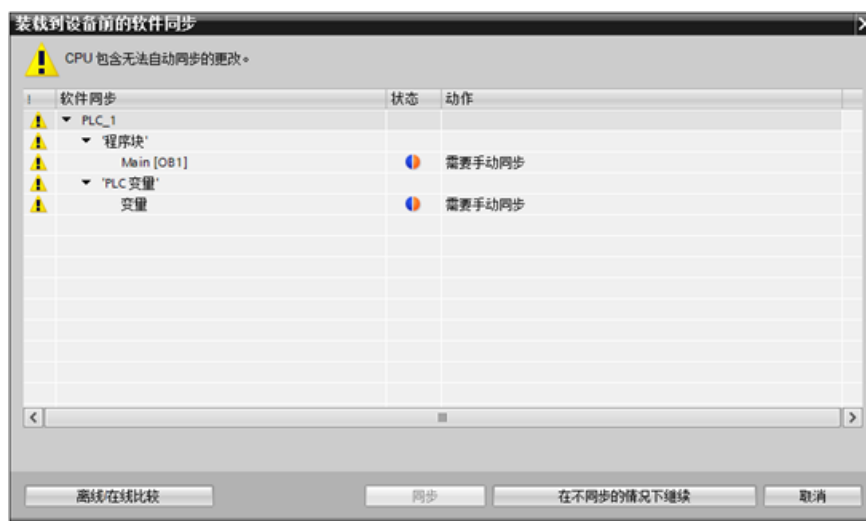 装载到设备前的软件同步
CPU 包含无法自动同步的更改。
! 软件同步 状态 动作
PLC_1
'程序块'
Main [OB1] 需要手动同步
'PLC 变量'
变量 需要手动同步
离线/在线比较 同步 在不同步的情况下继续 取消